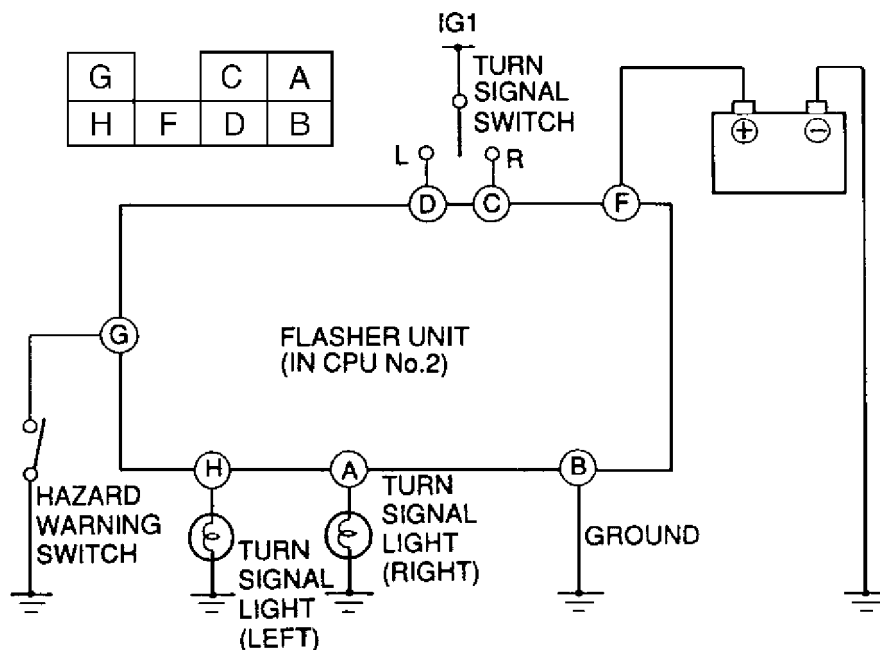 IG1
TURN
SIGNAL
SWITCH
G C A
H F D B
L R
D C F
+ −
G
FLASHER UNIT
(IN CPU No.2)
H A B
HAZARD
WARNING
SWITCH
TURN
SIGNAL
LIGHT
(LEFT)
TURN
SIGNAL
LIGHT
(RIGHT)
GROUND